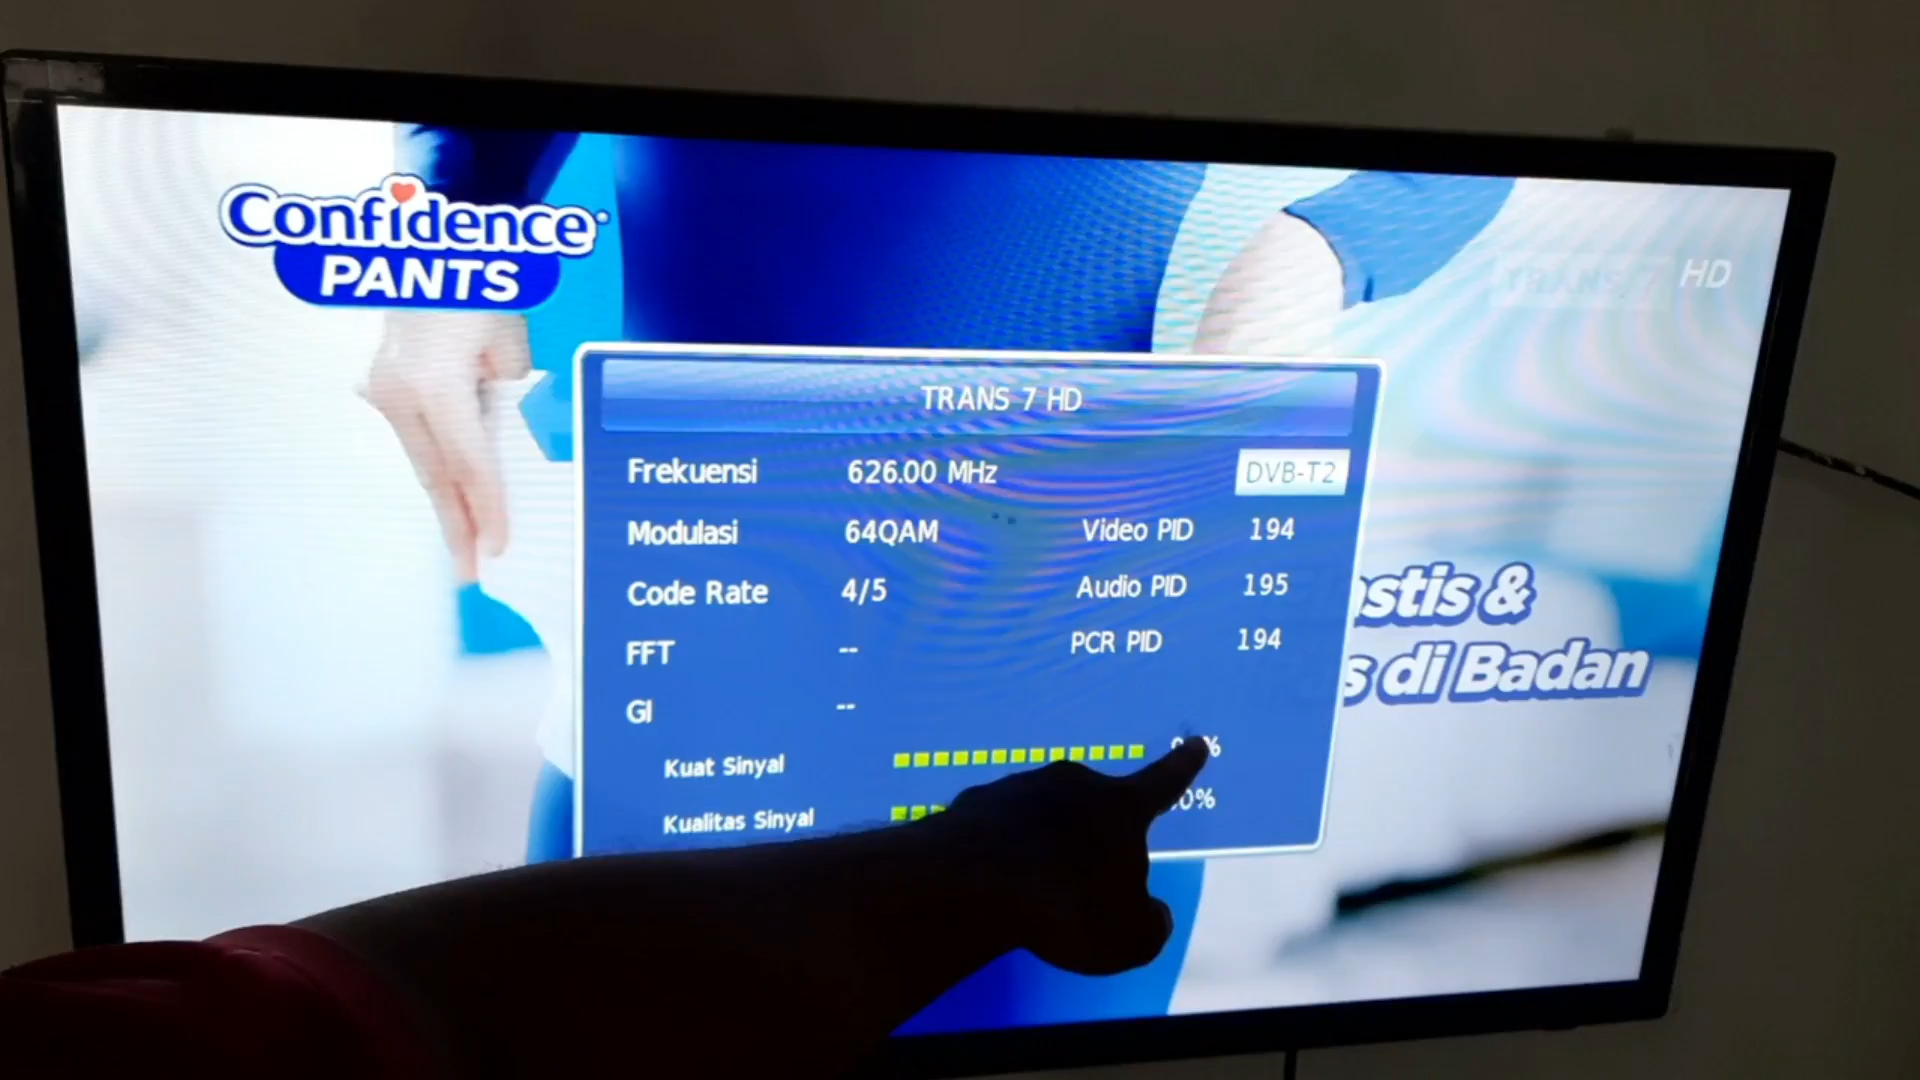 Confidence
PANTS
TRANS 7 HD
TRANS 7 HD
Frekuensi 626.00 MHz DVB-T2
Modulasi 64QAM Video PID 194
Code Rate 4/5 Audio PID 195
FFT -- PCR PID 194
GI --
Kuat Sinyal
Kualitas Sinyal
&
di Badan